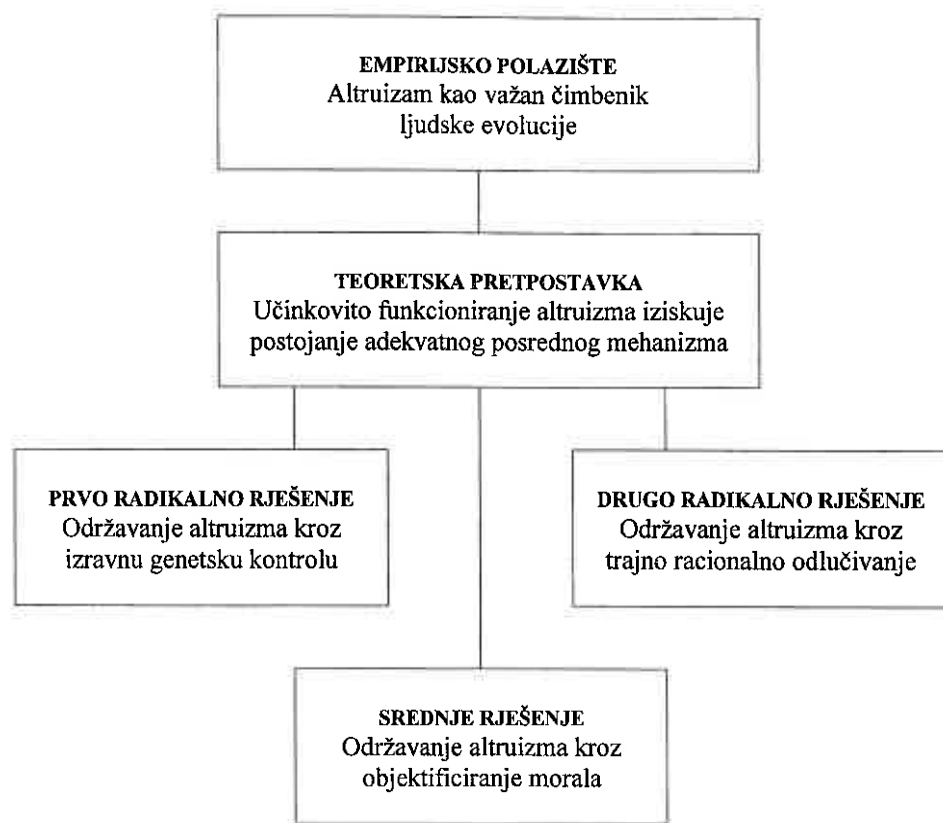 EMPIRIJSKO POLAZIŠTE
Altruizam kao važan čimbenik
ljudske evolucije
TEORETSKA PRETPOSTAVKA
Učinkovito funkcioniranje altruizma iziskuje
postojanje adekvatnog posrednog mehanizma
PRVO RADIKALNO RJEŠENJE
Održavanje altruizma kroz
izravnu genetsku kontrolu
DRUGO RADIKALNO RJEŠENJE
Održavanje altruizma kroz
trajno racionalno odlučivanje
SREDNJE RJEŠENJE
Održavanje altruizma kroz
objektificiranje morala